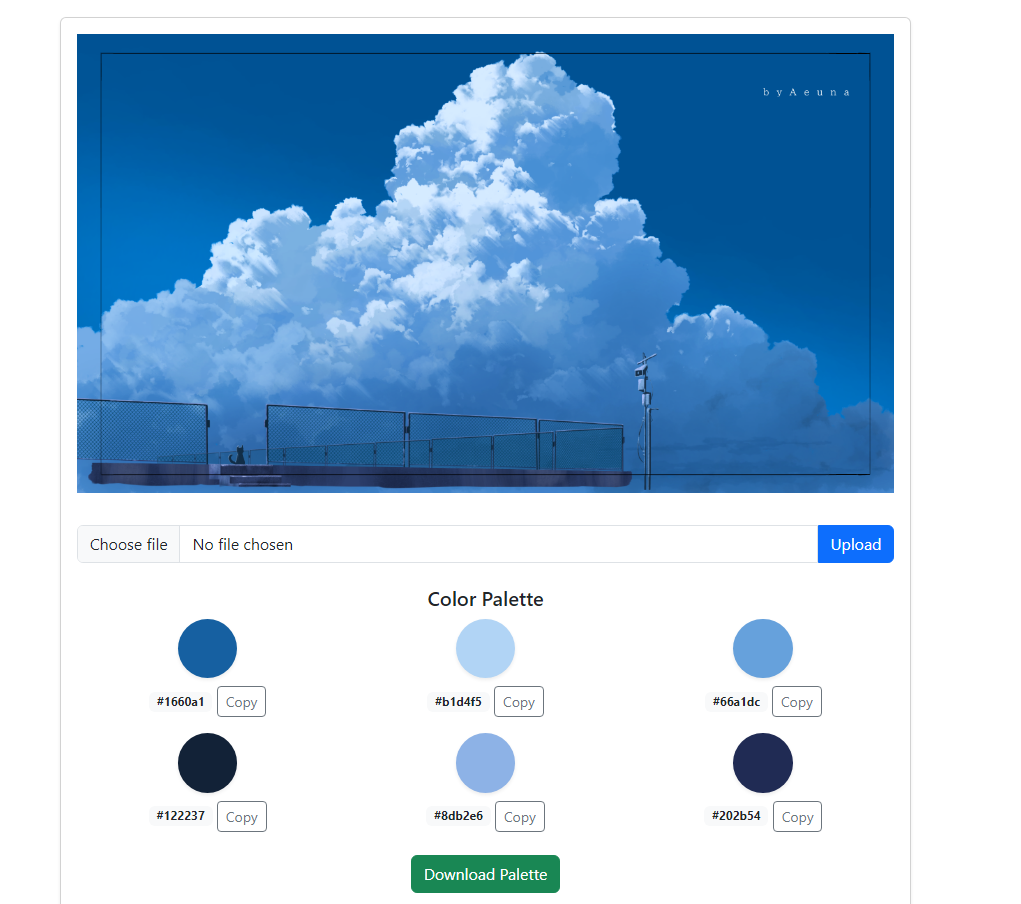 b y A e u n a
Choose file No file chosen Upload
Color Palette
#1660a1 Copy #b1d4f5 Copy #66a1dc Copy
#122237 Copy #8db2e6 Copy #202b54 Copy
Download Palette